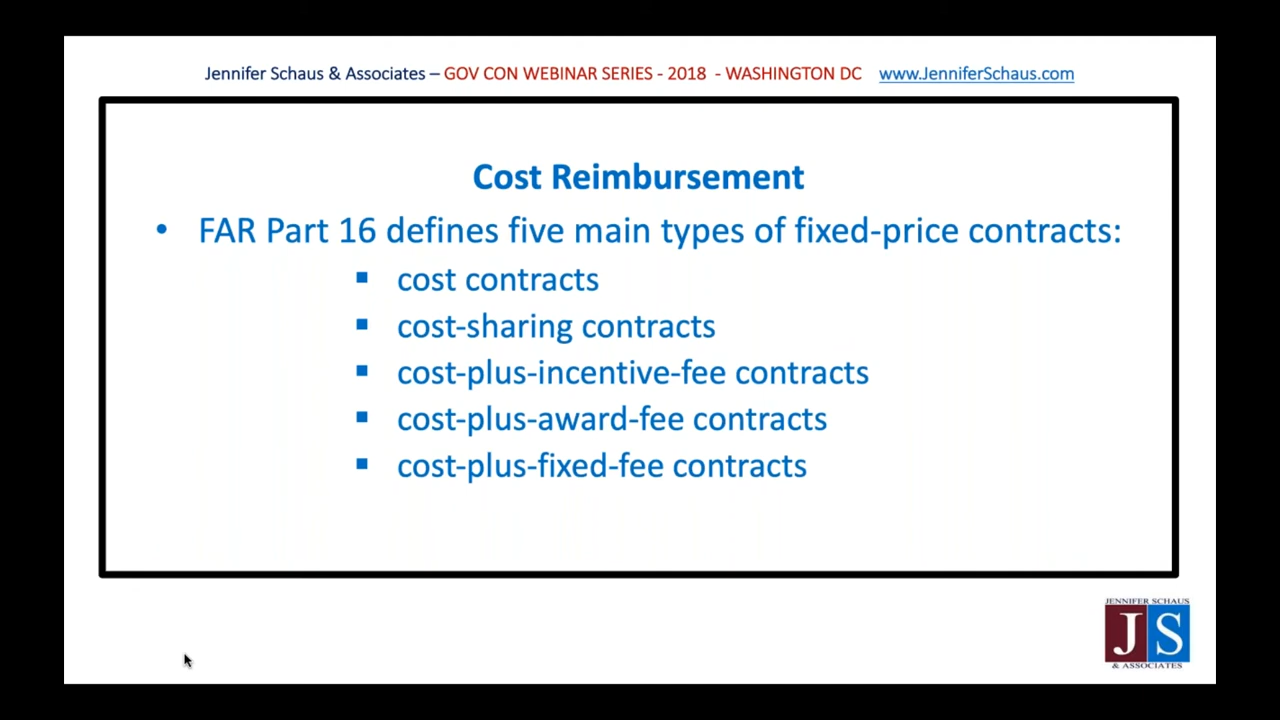 Jennifer Schaus & Associates – GOV CON WEBINAR SERIES - 2018 - WASHINGTON DC www.JenniferSchaus.com
Cost Reimbursement
• FAR Part 16 defines five main types of fixed-price contracts:
▪ cost contracts
▪ cost-sharing contracts
▪ cost-plus-incentive-fee contracts
▪ cost-plus-award-fee contracts
▪ cost-plus-fixed-fee contracts
JENNIFER SCHAUS
JS
& ASSOCIATES